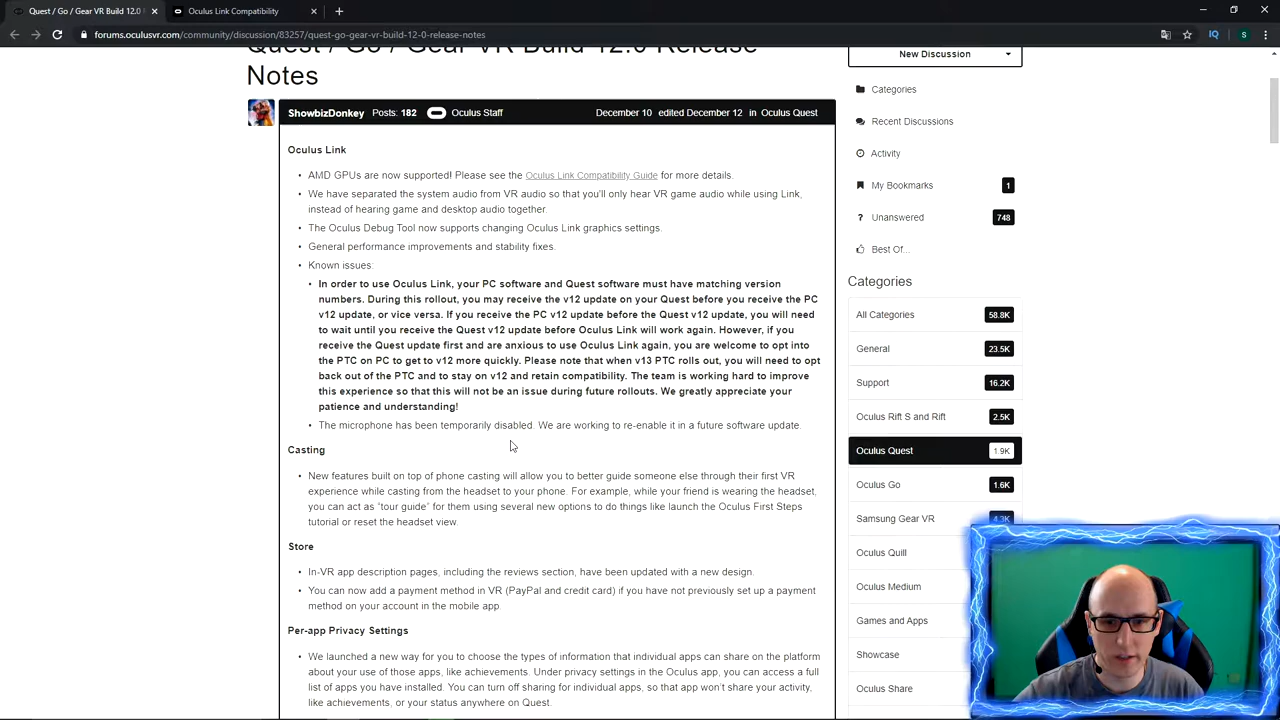 Quest / Go / Gear VR Build 12.0
Oculus Link Compatibility
forums.oculusvr.com/community/discussion/83257/quest-go-gear-vr-build-12-0-release-notes
Quest / Go / Gear VR Build 12.0 Release
Notes
ShowbizDonkey Posts: 182 Oculus Staff December 10 edited December 12 in Oculus Quest
Oculus Link
• AMD GPUs are now supported! Please see the Oculus Link Compatibility Guide for more details.
• We have separated the system audio from VR audio so that you'll only hear VR game audio while using Link,
instead of hearing game and desktop audio together.
• The Oculus Debug Tool now supports changing Oculus Link graphics settings.
• General performance improvements and stability fixes.
• Known issues:
• In order to use Oculus Link, your PC software and Quest software must have matching version
numbers. During this rollout, you may receive the v12 update on your Quest before you receive the PC
v12 update, or vice versa. If you receive the PC v12 update before the Quest v12 update, you will need
to wait until you receive the Quest v12 update before Oculus Link will work again. However, if you
receive the Quest update first and are anxious to use Oculus Link again, you are welcome to opt into
the PTC on PC to get to v12 more quickly. Please note that when v13 PTC rolls out, you will need to opt
back out of the PTC and to stay on v12 and retain compatibility. The team is working hard to improve
this experience so that this will not be an issue during future rollouts. We greatly appreciate your
patience and understanding!
• The microphone has been temporarily disabled. We are working to re-enable it in a future software update.
Casting
• New features built on top of phone casting will allow you to better guide someone else through their first VR
experience while casting from the headset to your phone. For example, while your friend is wearing the headset,
you can act as “tour guide” for them using several new options to do things like launch the Oculus First Steps
tutorial or reset the headset view.
Store
• In-VR app description pages, including the reviews section, have been updated with a new design.
• You can now add a payment method in VR (PayPal and credit card) if you have not previously set up a payment
method on your account in the mobile app.
Per-app Privacy Settings
• We launched a new way for you to choose the types of information that individual apps can share on the platform
about your use of those apps, like achievements. Under privacy settings in the Oculus app, you can access a full
list of apps you have installed. You can turn off sharing for individual apps, so that app won't share your activity,
like achievements, or your status anywhere on Quest.
New Discussion
Categories
Recent Discussions
Activity
My Bookmarks 1
Unanswered 748
Best Of...
Categories
All Categories 58.8K
General 23.5K
Support 16.2K
Oculus Rift S and Rift 2.5K
Oculus Quest 1.9K
Oculus Go 1.6K
Samsung Gear VR 4.3K
Oculus Quill
Oculus Medium
Games and Apps
Showcase
Oculus Share